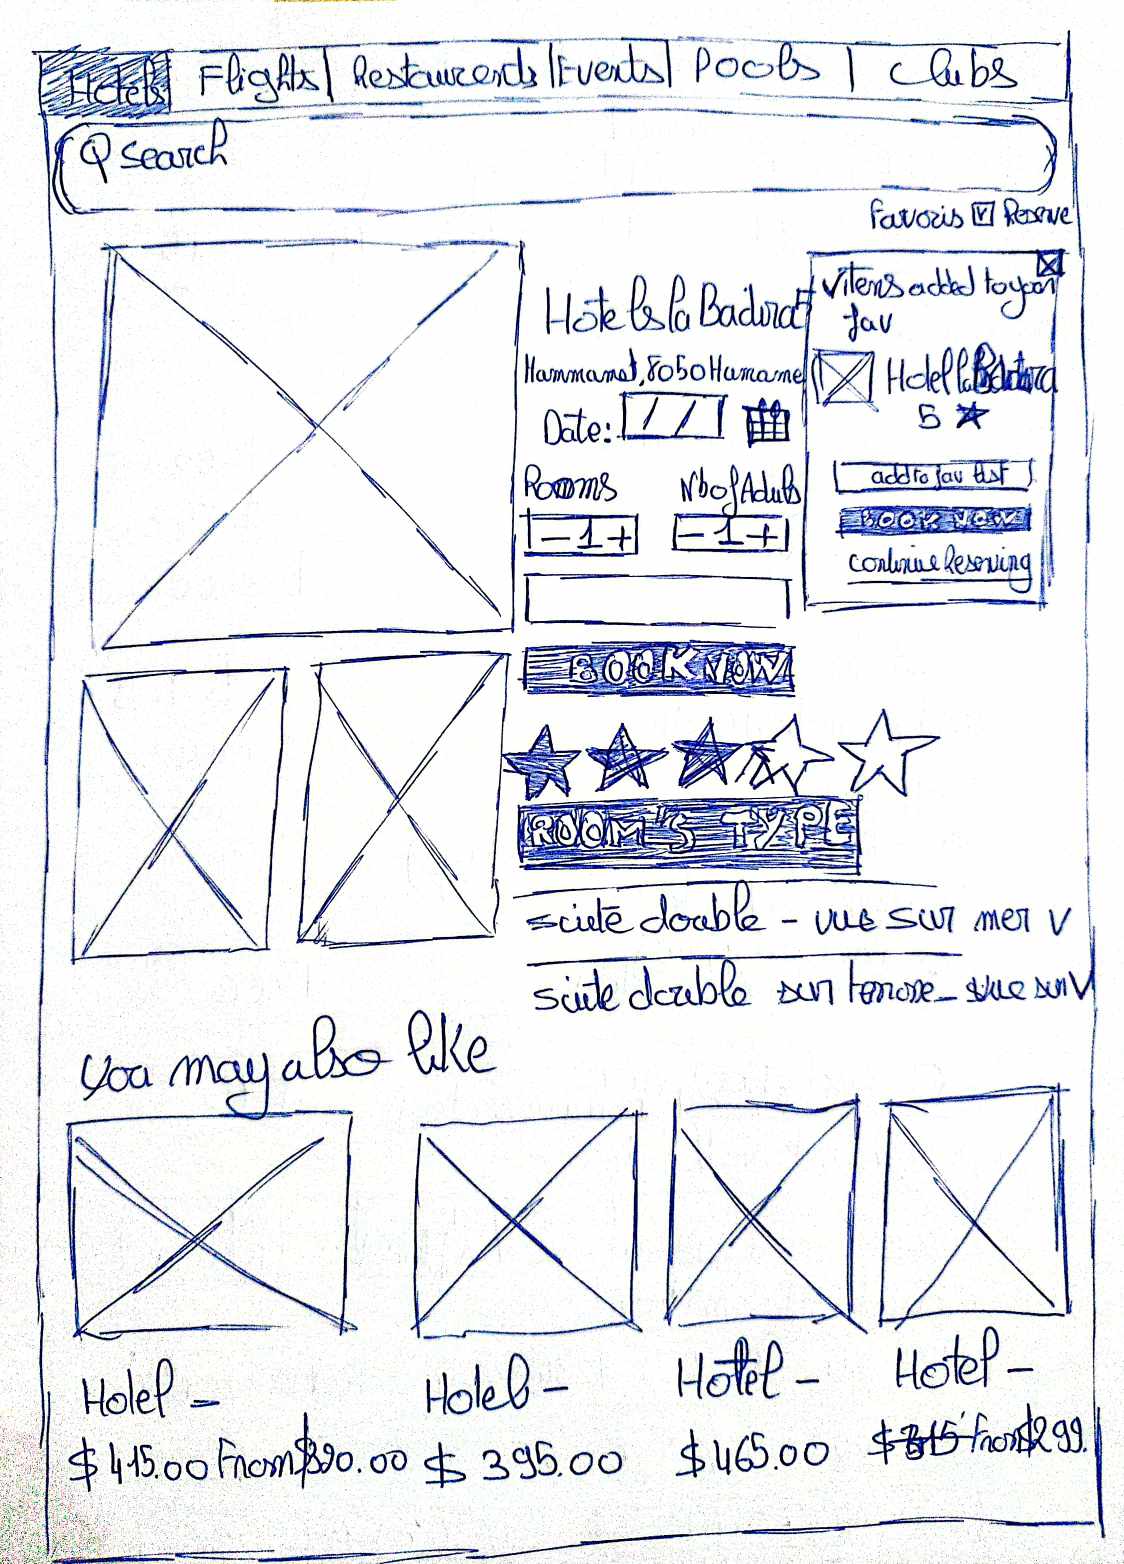 Hotels | Flights | Restaurents | Events | Pools | Clubs
Search
Favoris Reserve
Hotels la Badira
Hammamet, 8050 Hamame
Date: / /
Rooms Nb of Adults
- 1 + - 1 +
BOOK NOW
items added to your
fav
Hotel la Badira
5
add to fav list
BOOK NOW
continue Reserving
ROOM'S TYPE
suite double - vue sur mer V
suite double sur terrasse - vue sur V
you may also like
Hotel - Hotel - Hotel - Hotel -
$415.00 From $390.00 $395.00 $465.00 $315 From $299.